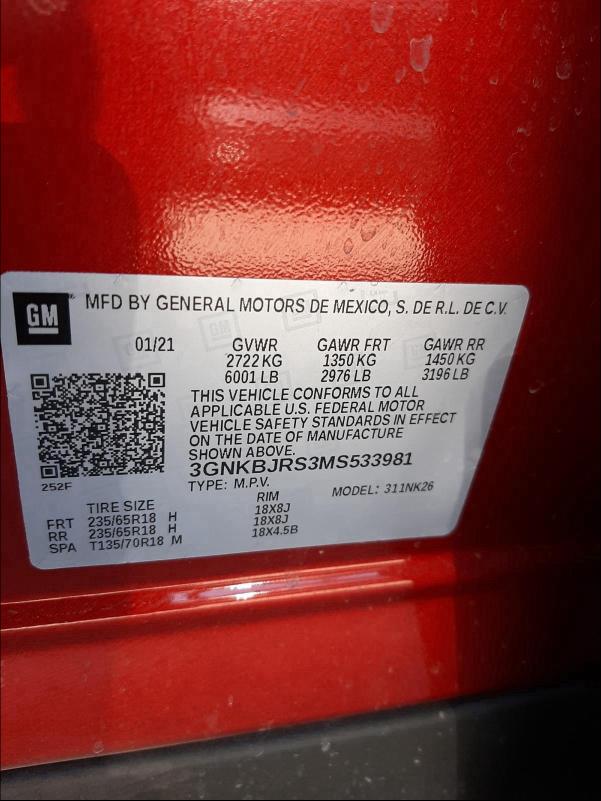 GM
MFD BY GENERAL MOTORS DE MEXICO, S. DE R.L. DE C.V.
01/21 GVWR GAWR FRT GAWR RR
2722 KG 1350 KG 1450 KG
6001 LB 2976 LB 3196 LB
THIS VEHICLE CONFORMS TO ALL
APPLICABLE U.S. FEDERAL MOTOR
VEHICLE SAFETY STANDARDS IN EFFECT
ON THE DATE OF MANUFACTURE
SHOWN ABOVE.
3GNKBJRS3MS533981
252F
TYPE: M.P.V. MODEL: 311NK26
TIRE SIZE RIM
FRT 235/65R18 H 18X8J
RR 235/65R18 H 18X8J
SPA T135/70R18 M 18X4.5B